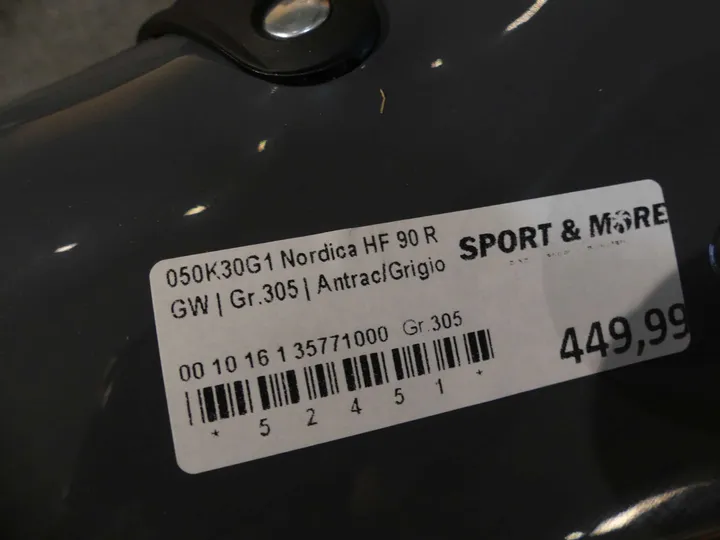 050K30G1 Nordica HF 90 R
GW | Gr.305 | Antrac/Grigio
SPORT & MORE
00 10 16 1 35771000 Gr.305
449,99
* 5 2 4 5 1 *